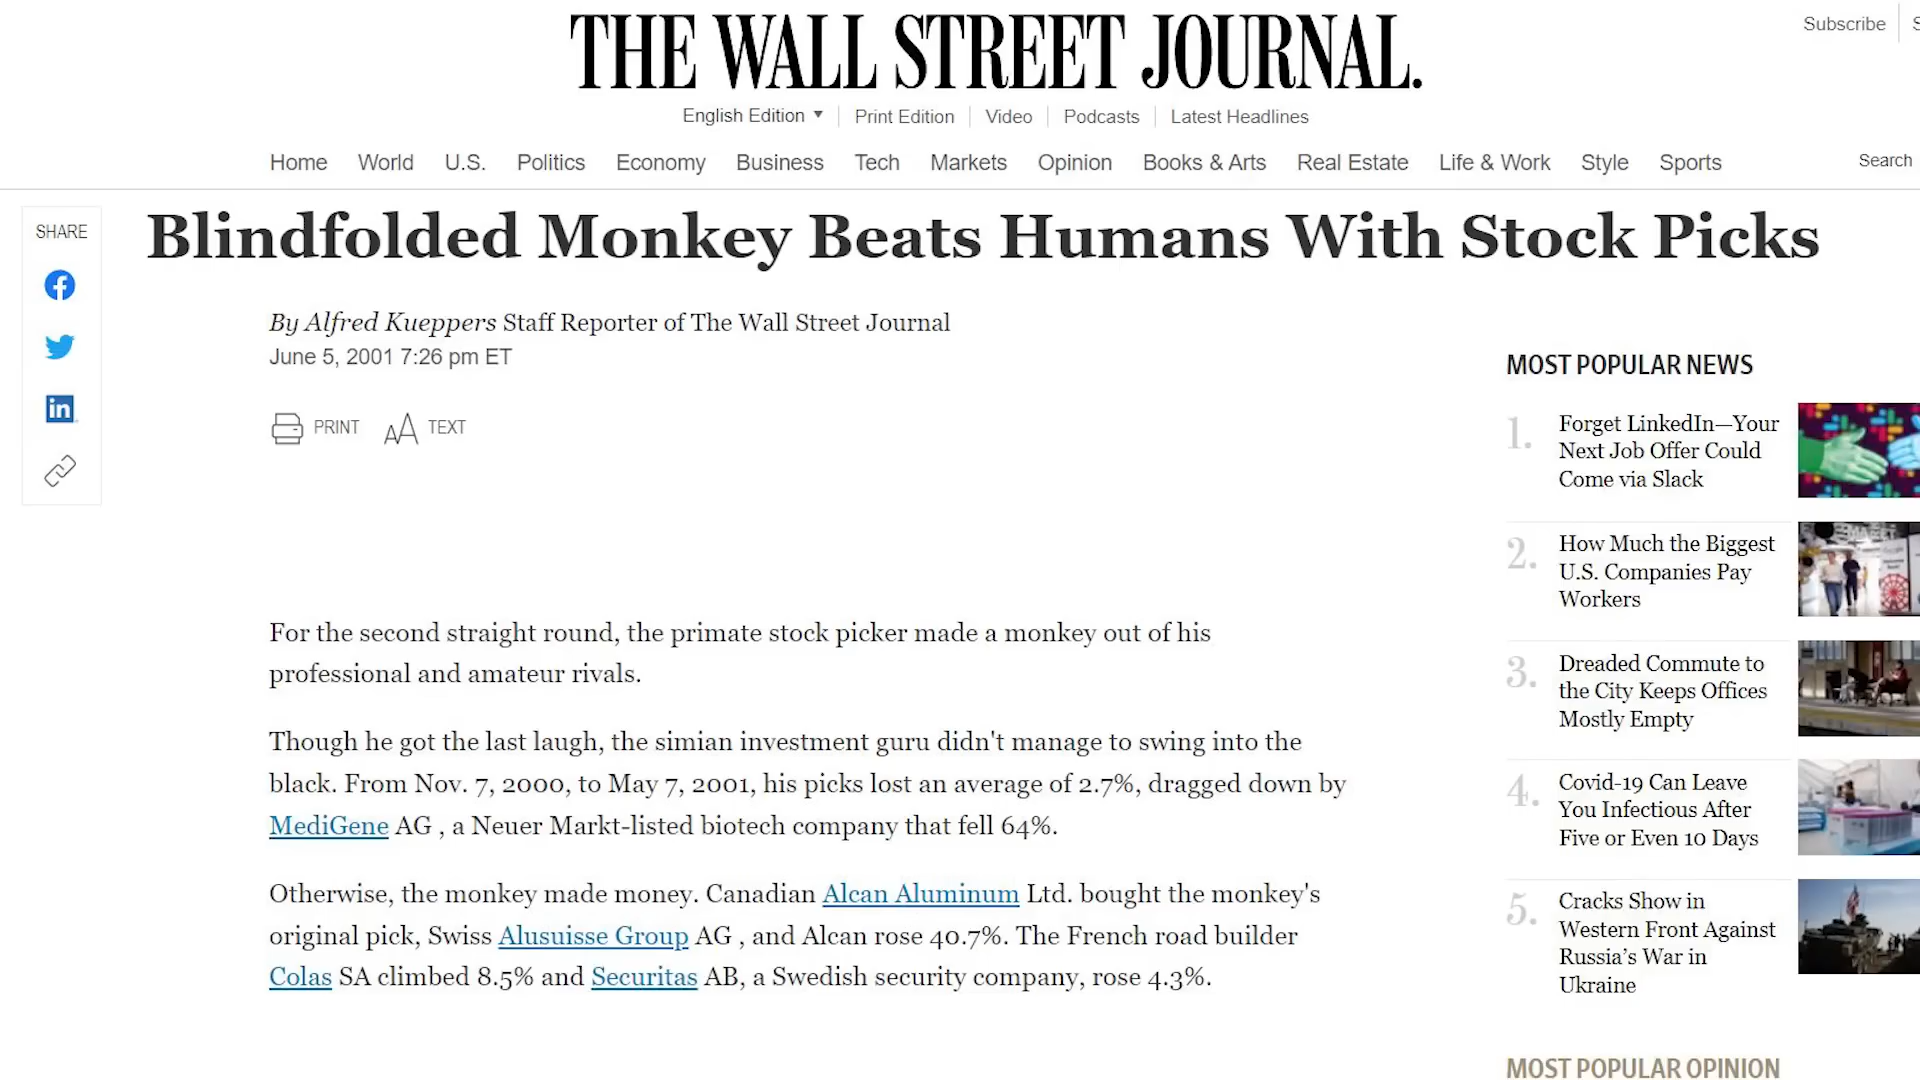 THE WALL STREET JOURNAL.
Subscribe
English Edition Print Edition Video Podcasts Latest Headlines
Home World U.S. Politics Economy Business Tech Markets Opinion Books & Arts Real Estate Life & Work Style Sports Search
SHARE
Blindfolded Monkey Beats Humans With Stock Picks
By Alfred Kueppers Staff Reporter of The Wall Street Journal
June 5, 2001 7:26 pm ET
PRINT AA TEXT
For the second straight round, the primate stock picker made a monkey out of his
professional and amateur rivals.
Though he got the last laugh, the simian investment guru didn't manage to swing into the
black. From Nov. 7, 2000, to May 7, 2001, his picks lost an average of 2.7%, dragged down by
MediGene AG , a Neuer Markt-listed biotech company that fell 64%.
Otherwise, the monkey made money. Canadian Alcan Aluminum Ltd. bought the monkey's
original pick, Swiss Alusuisse Group AG , and Alcan rose 40.7%. The French road builder
Colas SA climbed 8.5% and Securitas AB, a Swedish security company, rose 4.3%.
MOST POPULAR NEWS
1. Forget LinkedIn—Your
Next Job Offer Could
Come via Slack
2. How Much the Biggest
U.S. Companies Pay
Workers
3. Dreaded Commute to
the City Keeps Offices
Mostly Empty
4. Covid-19 Can Leave
You Infectious After
Five or Even 10 Days
5. Cracks Show in
Western Front Against
Russia’s War in
Ukraine
MOST POPULAR OPINION